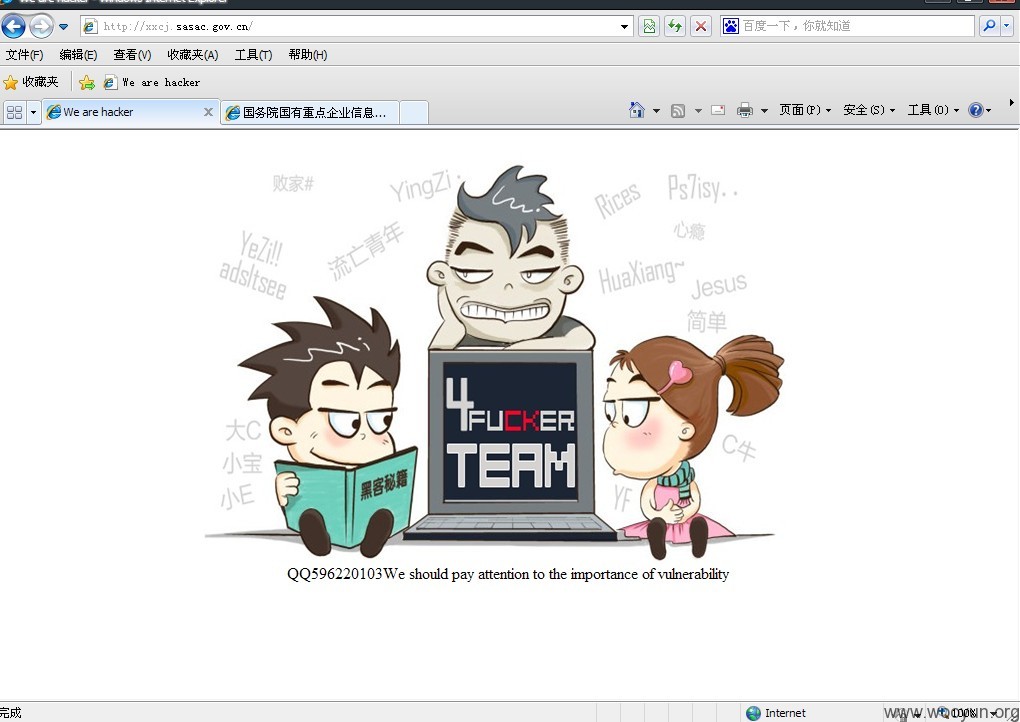 We are hacker - Windows Internet Explorer
http://xxcj.sasac.gov.cn/
百度一下，你就知道
文件(F) 编辑(E) 查看(V) 收藏夹(A) 工具(T) 帮助(H)
收藏夹 We are hacker
We are hacker 国务院国有重点企业信息... 页面(P) 安全(S) 工具(O)
败家#
YingZi.
Rices
Ps7isy..
心瘾
YeZi!!
adsltsee
流亡青年
HuaXiang~
Jesus
简单
4FUCKER
TEAM
大C
小宝
小E
黑客秘籍
C牛
YF
QQ596220103We should pay attention to the importance of vulnerability
完成 Internet 100%
www.wooyun.org